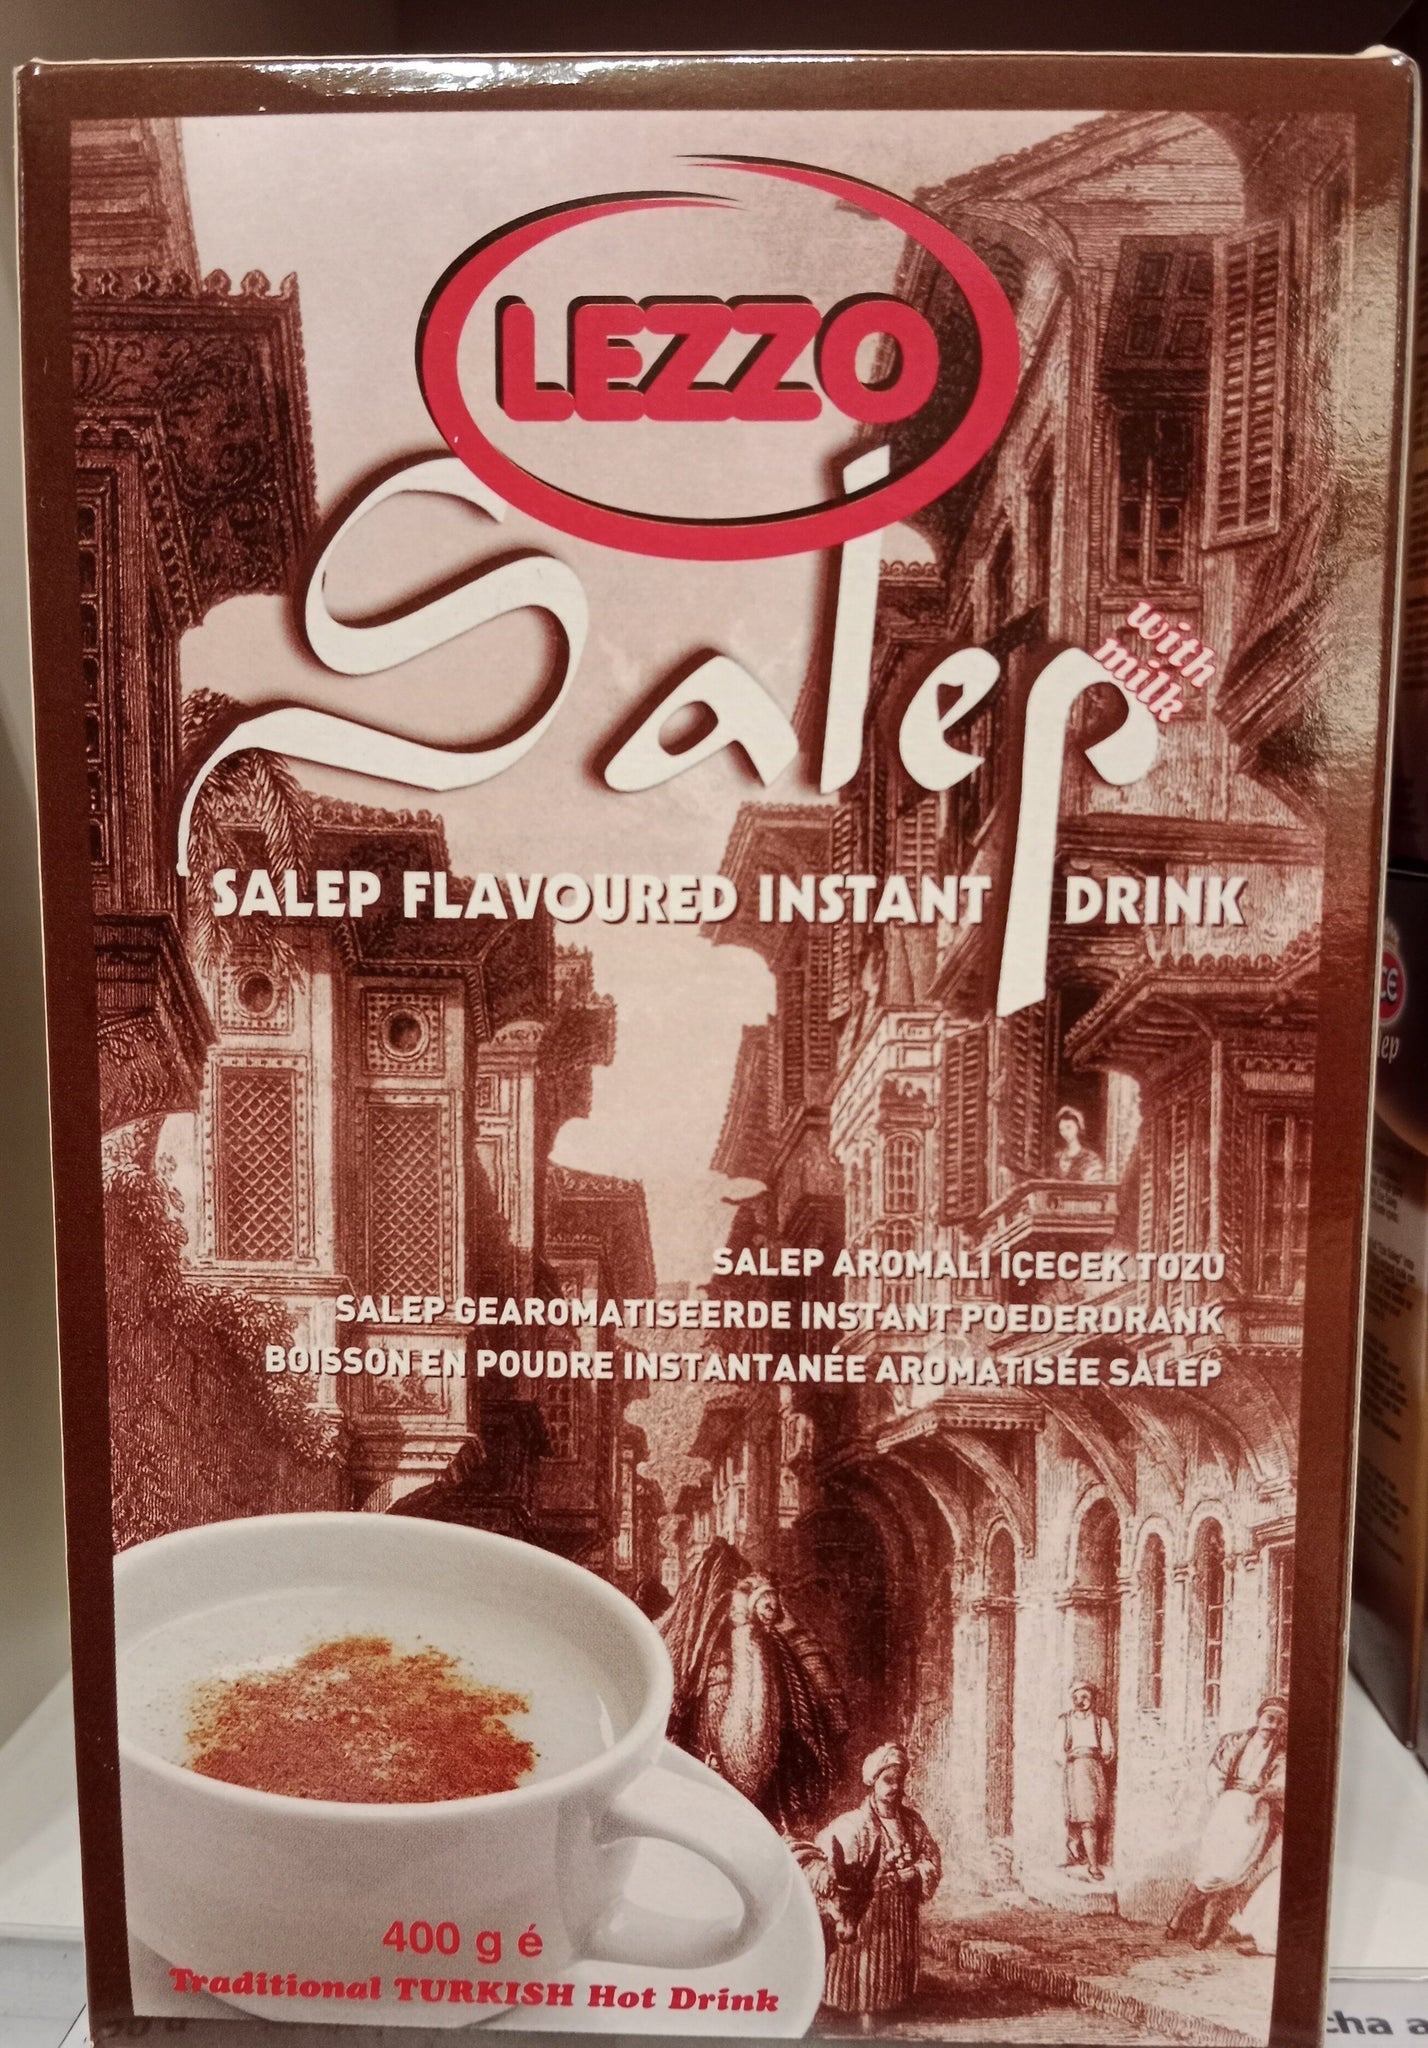 LEZZO
Salep
with
milk
SALEP FLAVOURED INSTANT DRINK
SALEP AROMALI İÇECEK TOZU
SALEP GEAROMATISEERDE INSTANT POEDERDRANK
BOISSON EN POUDRE INSTANTANÉE AROMATISÉE SALEP
400 g é
Traditional TURKISH Hot Drink